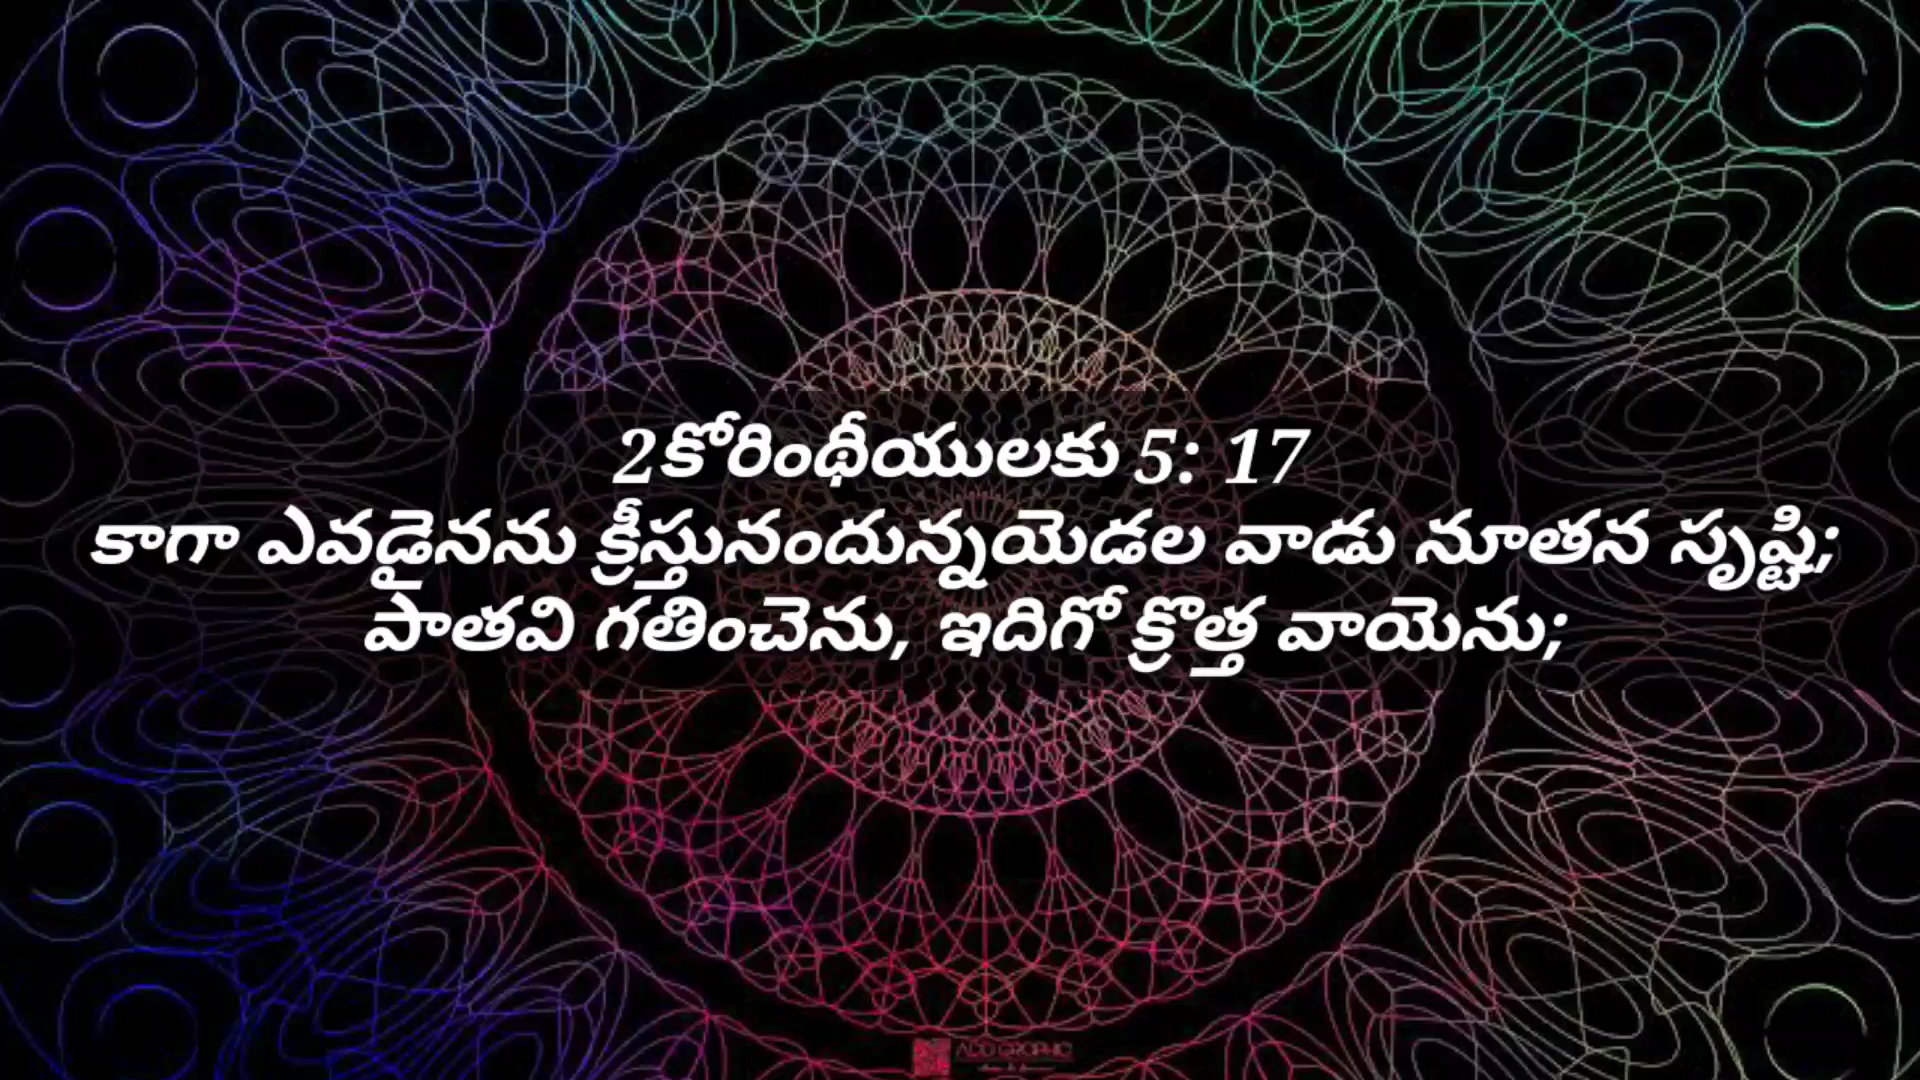 2కోరింథీయులకు 5: 17
కాగా ఎవడైనను క్రీస్తునందున్నయెడల వాడు నూతన సృష్టి;
పాతవి గతించెను, ఇదిగో క్రొత్త వాయెను;